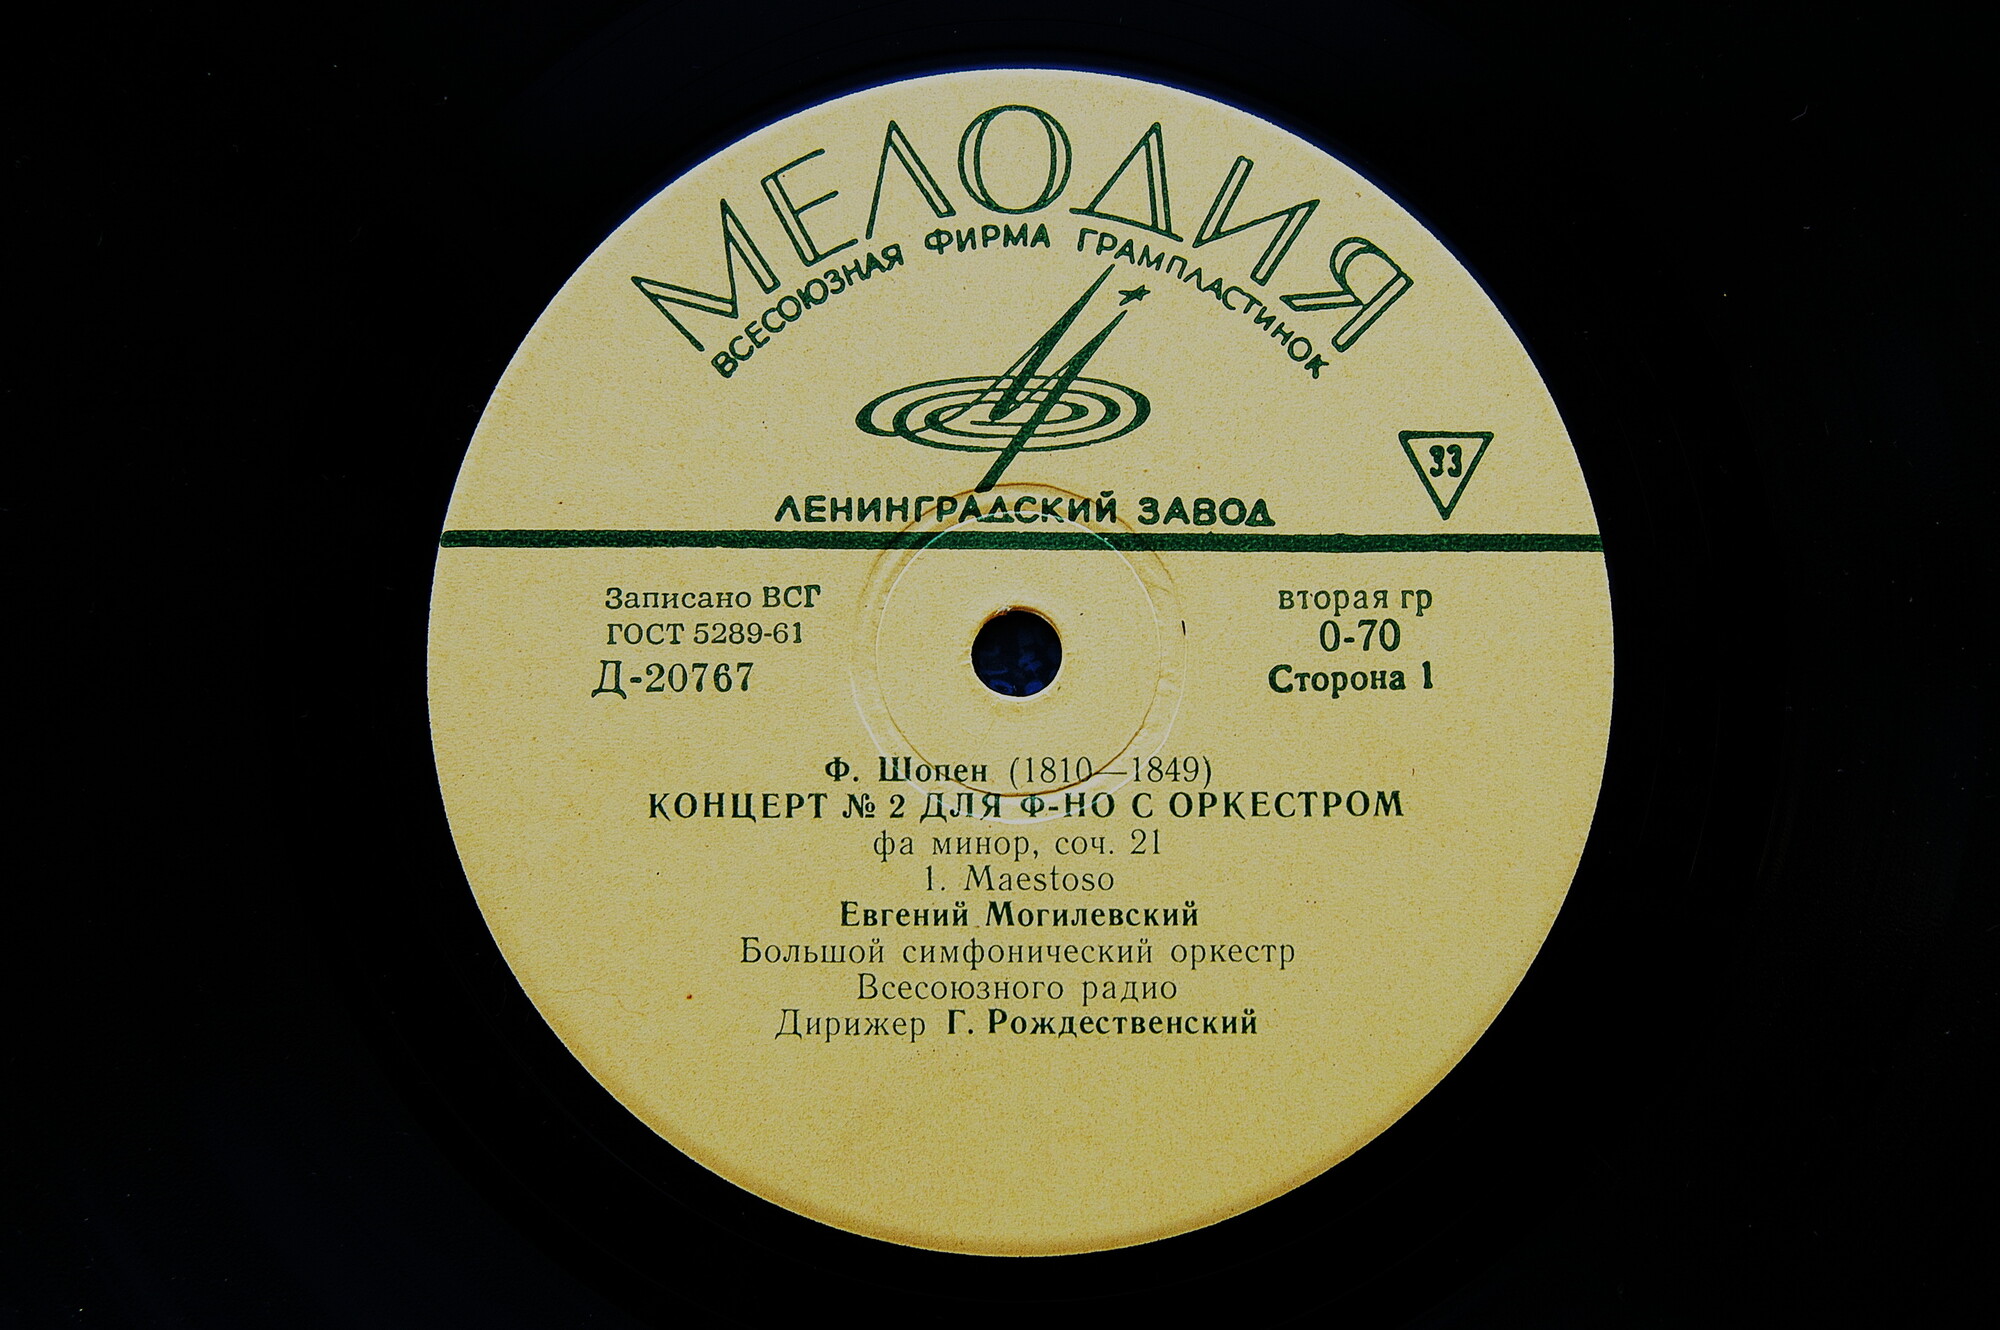 МЕЛОДИЯ
ВСЕСОЮЗНАЯ ФИРМА ГРАМПЛАСТИНОК
33
ЛЕНИНГРАДСКИЙ ЗАВОД
Записано ВСГ
ГОСТ 5289-61
Д-20767
вторая гр
0-70
Сторона 1
Ф. Шопен (1810—1849)
КОНЦЕРТ № 2 ДЛЯ Ф-НО С ОРКЕСТРОМ
фа минор, соч. 21
1. Maestoso
Евгений Могилевский
Большой симфонический оркестр
Всесоюзного радио
Дирижер Г. Рождественский